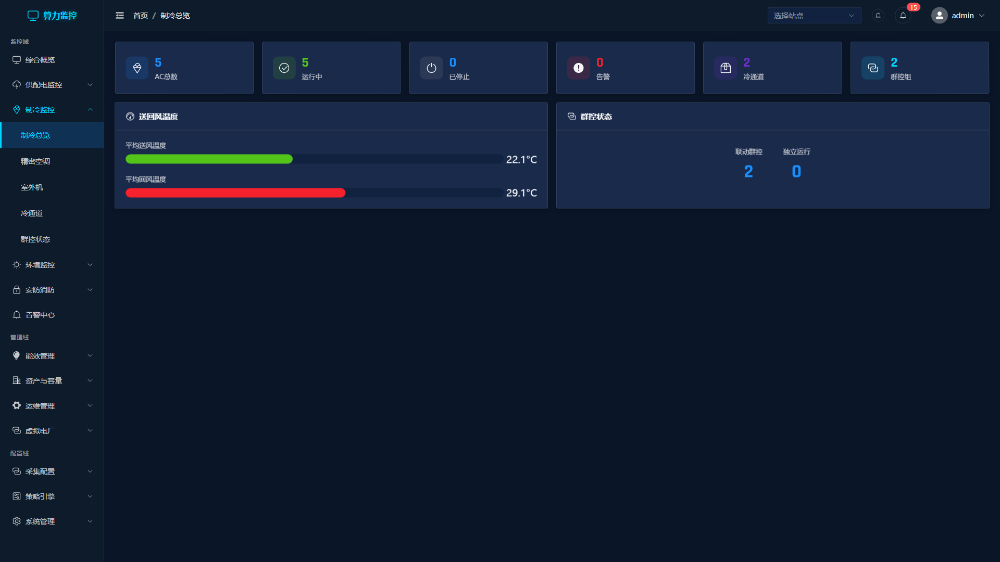 算力监控
首页 / 制冷总览
选择站点
15
admin
监控域
综合概览
供配电监控
制冷监控
制冷总览
精密空调
室外机
冷通道
群控状态
环境监控
安防消防
告警中心
管理域
能效管理
资产与容量
运维管理
虚拟电厂
配置域
采集配置
策略引擎
系统管理
5
AC总数
5
运行中
0
已停止
0
告警
2
冷通道
2
群控组
送回风温度
平均送风温度
22.1°C
平均回风温度
29.1°C
群控状态
联动群控
2
独立运行
0